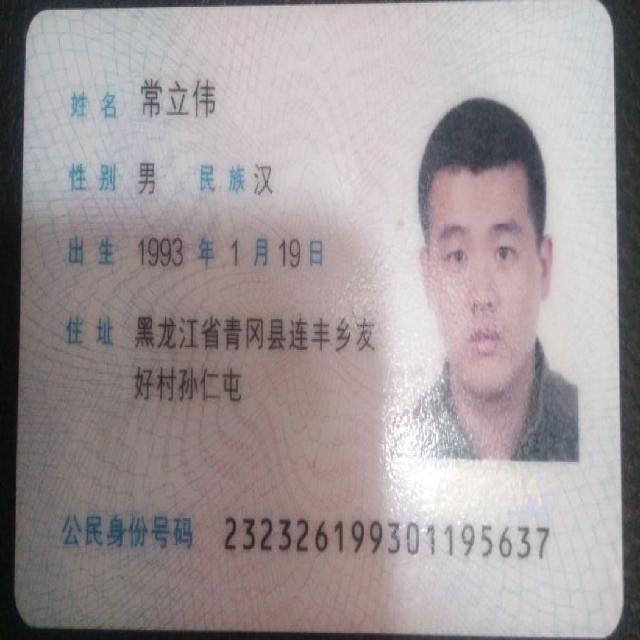 姓名 常立伟
性别 男 民族 汉
出生 1993 年 1 月 19 日
住址 黑龙江省青冈县连丰乡友
好村孙仁屯
公民身份号码 232326199301195637